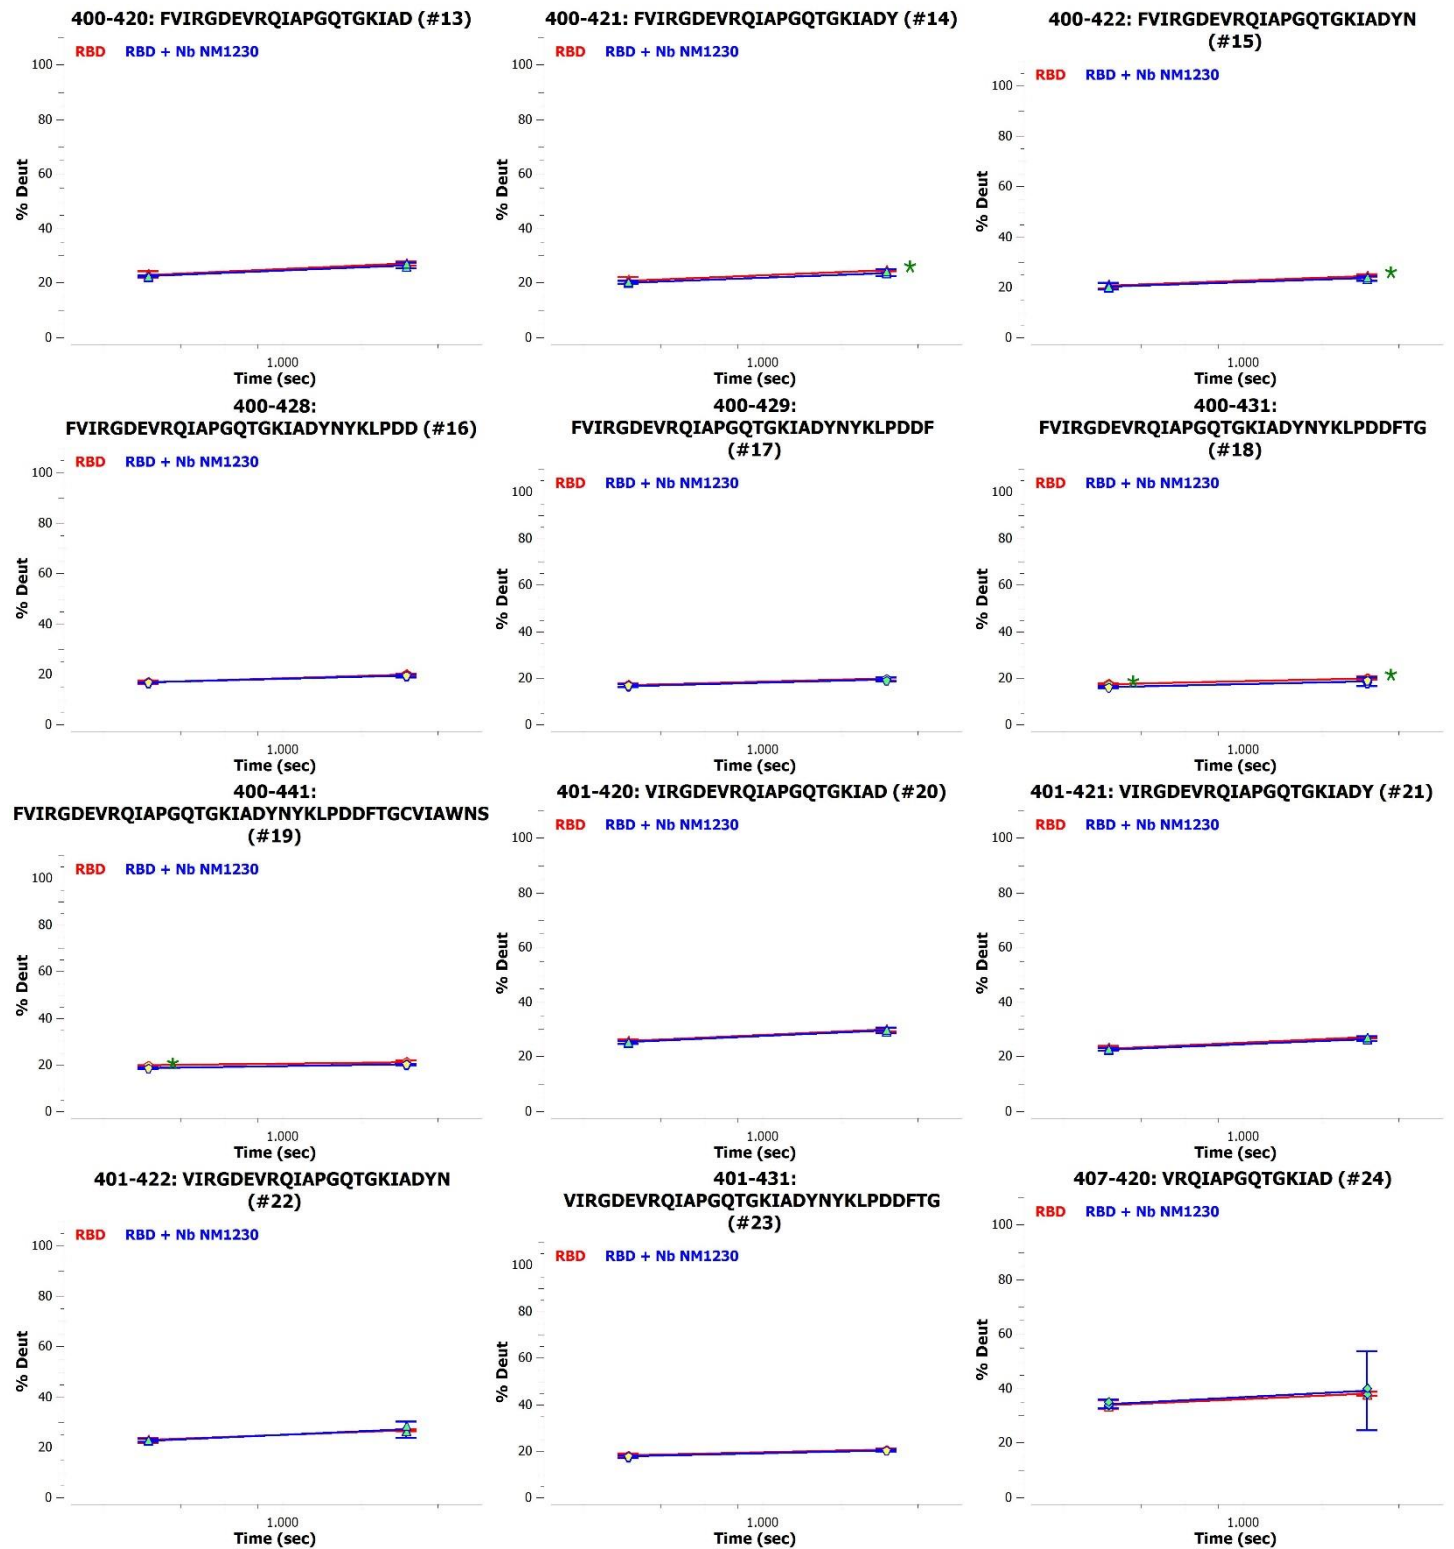 400-420: FVIRGDEVRQIAPGQTGKIAD (#13)
RBD RBD + Nb NM1230
100
80
60
40
20
0
% Deut
1.000
Time (sec)
400-421: FVIRGDEVRQIAPGQTGKIADY (#14)
RBD RBD + Nb NM1230
100
80
60
40
20
0
% Deut
*
1.000
Time (sec)
400-422: FVIRGDEVRQIAPGQTGKIADYN
(#15)
RBD RBD + Nb NM1230
100
80
60
40
20
0
% Deut
*
1.000
Time (sec)
400-428:
FVIRGDEVRQIAPGQTGKIADYNYKLPDD (#16)
RBD RBD + Nb NM1230
100
80
60
40
20
0
% Deut
1.000
Time (sec)
400-429:
FVIRGDEVRQIAPGQTGKIADYNYKLPDDF
(#17)
RBD RBD + Nb NM1230
100
80
60
40
20
0
% Deut
1.000
Time (sec)
400-431:
FVIRGDEVRQIAPGQTGKIADYNYKLPDDFTG
(#18)
RBD RBD + Nb NM1230
100
80
60
40
20
0
% Deut
* *
1.000
Time (sec)
400-441:
FVIRGDEVRQIAPGQTGKIADYNYKLPDDFTGCVIAWNS
(#19)
RBD RBD + Nb NM1230
100
80
60
40
20
0
% Deut
*
1.000
Time (sec)
401-420: VIRGDEVRQIAPGQTGKIAD (#20)
RBD RBD + Nb NM1230
100
80
60
40
20
0
% Deut
1.000
Time (sec)
401-421: VIRGDEVRQIAPGQTGKIADY (#21)
RBD RBD + Nb NM1230
100
80
60
40
20
0
% Deut
1.000
Time (sec)
401-422: VIRGDEVRQIAPGQTGKIADYN
(#22)
RBD RBD + Nb NM1230
100
80
60
40
20
0
% Deut
1.000
Time (sec)
401-431:
VIRGDEVRQIAPGQTGKIADYNYKLPDDFTG
(#23)
RBD RBD + Nb NM1230
100
80
60
40
20
0
% Deut
1.000
Time (sec)
407-420: VRQIAPGQTGKIAD (#24)
RBD RBD + Nb NM1230
100
80
60
40
20
0
% Deut
1.000
Time (sec)